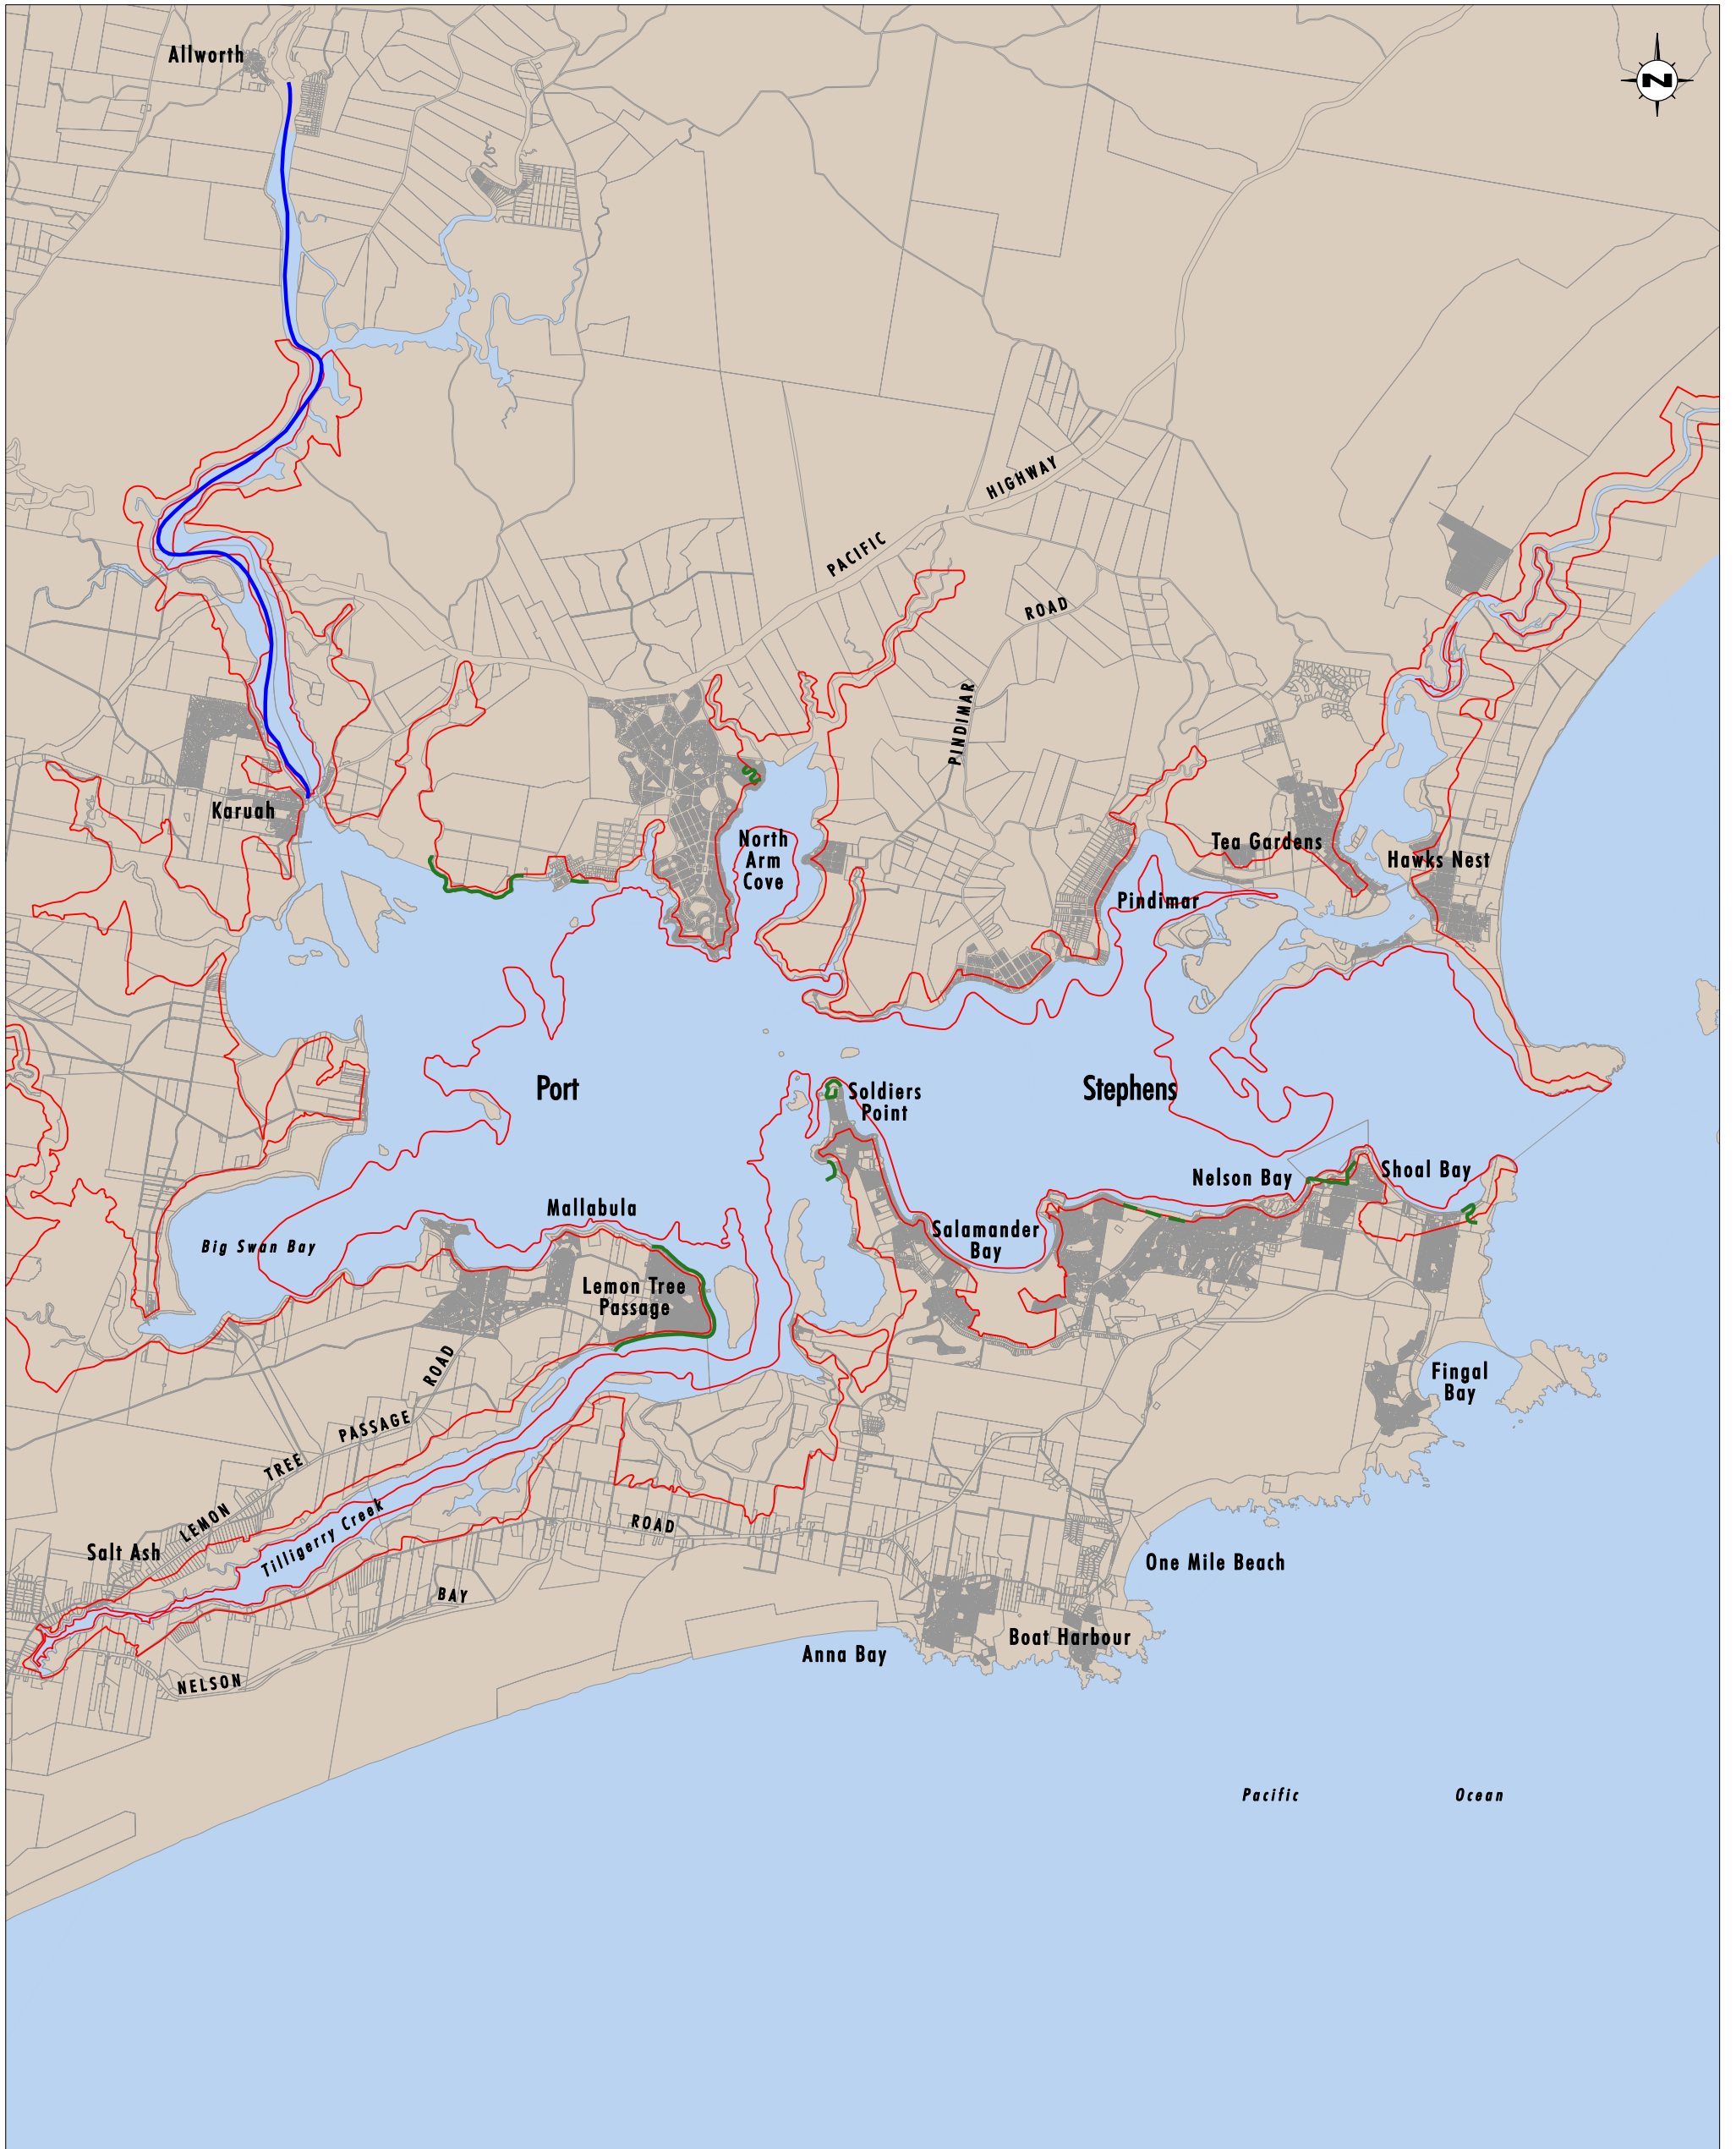 Allworth
N
HIGHWAY
PACIFIC
ROAD
PINDIMAR
Karuah
North
Arm
Cove
Tea Gardens
Hawks Nest
Pindimar
Port
Stephens
Soldiers
Point
Nelson Bay
Shoal Bay
Mallabula
Big Swan Bay
Salamander
Bay
Lemon Tree
Passage
ROAD
Fingal
Bay
PASSAGE
TREE
LEMON
Tilligerry Creek
ROAD
Salt Ash
One Mile Beach
BAY
Boat Harbour
Anna Bay
NELSON
Pacific
Ocean